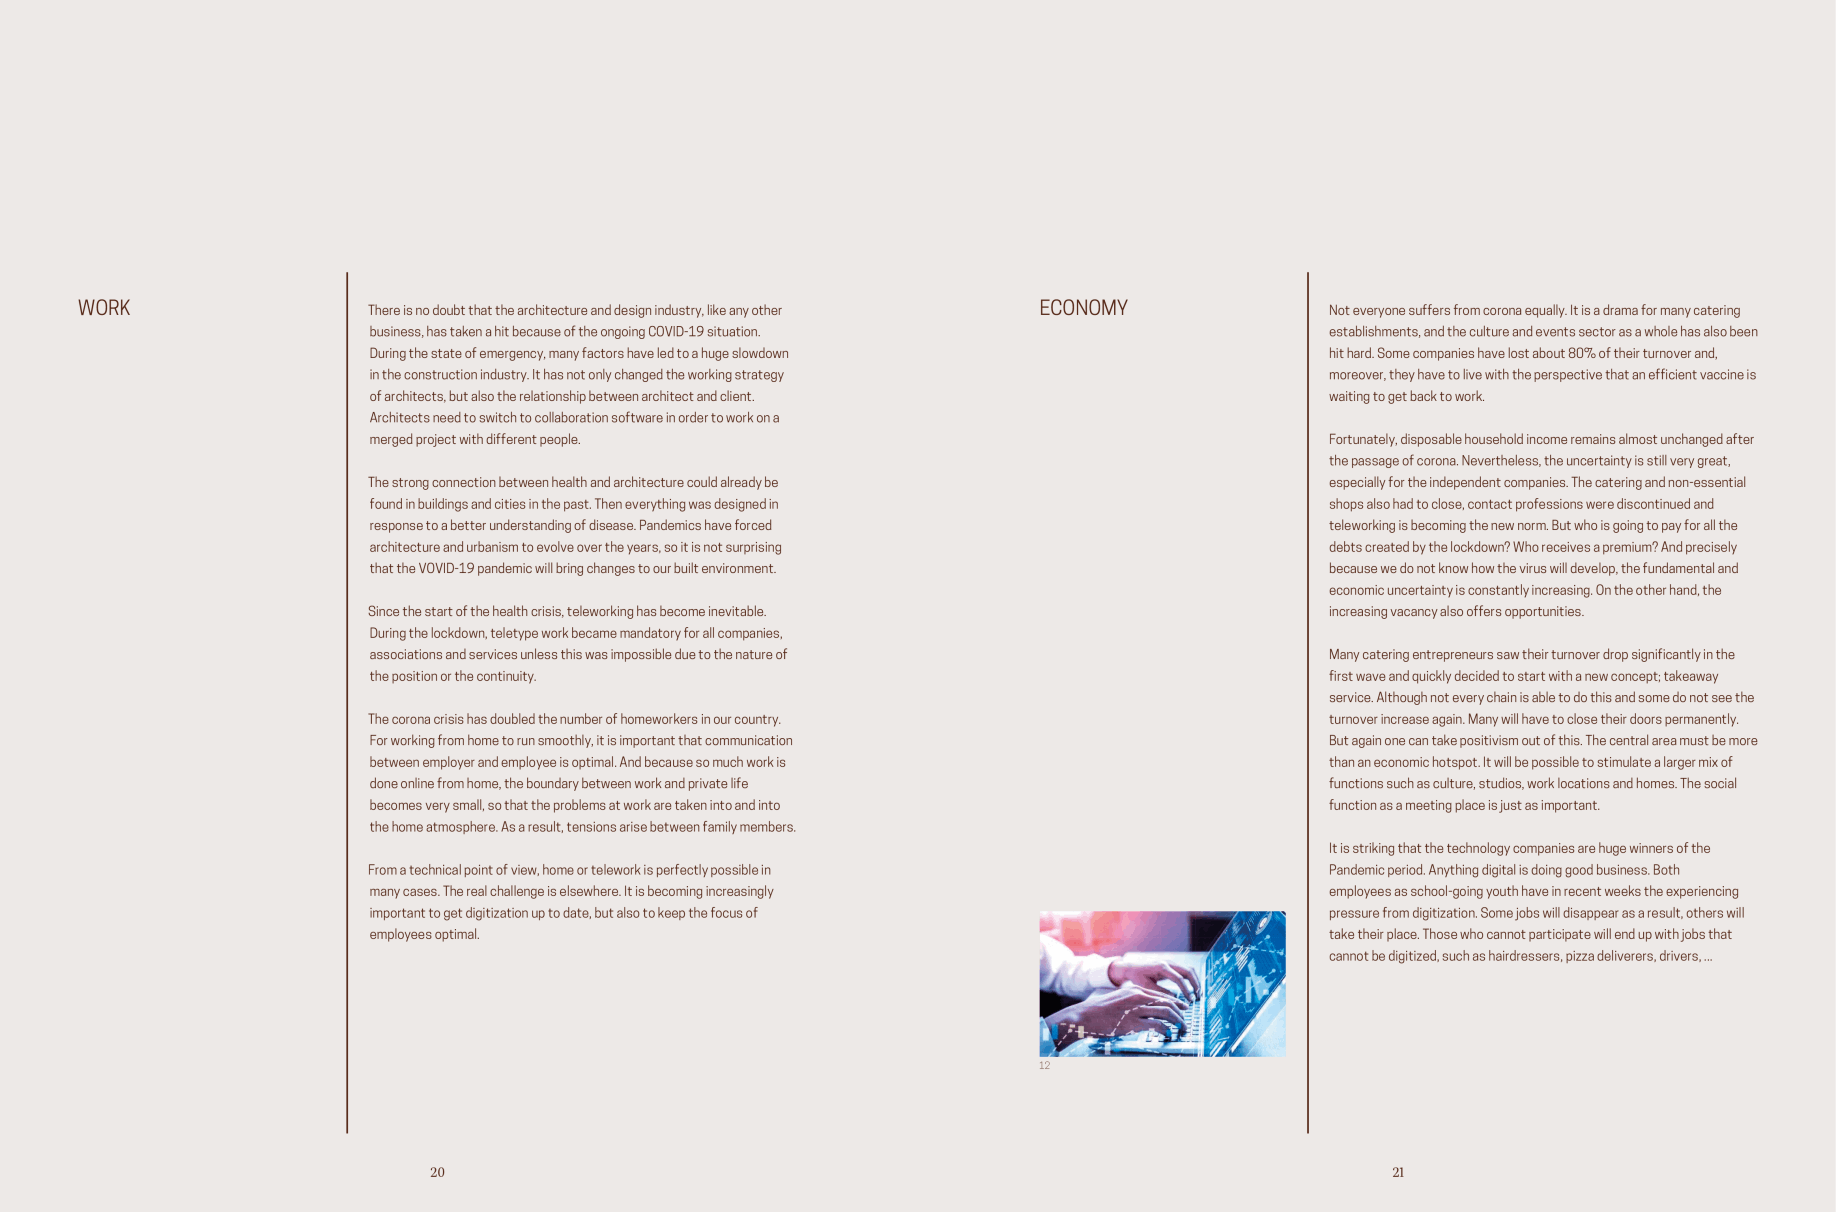 WORK
There is no doubt that the architecture and design industry, like any other
business, has taken a hit because of the ongoing COVID-19 situation.
During the state of emergency, many factors have led to a huge slowdown
in the construction industry. It has not only changed the working strategy
of architects, but also the relationship between architect and client.
Architects need to switch to collaboration software in order to work on a
merged project with different people.
The strong connection between health and architecture could already be
found in buildings and cities in the past. Then everything was designed in
response to a better understanding of disease. Pandemics have forced
architecture and urbanism to evolve over the years, so it is not surprising
that the VOVID-19 pandemic will bring changes to our built environment.
Since the start of the health crisis, teleworking has become inevitable.
During the lockdown, teletype work became mandatory for all companies,
associations and services unless this was impossible due to the nature of
the position or the continuity.
The corona crisis has doubled the number of homeworkers in our country.
For working from home to run smoothly, it is important that communication
between employer and employee is optimal. And because so much work is
done online from home, the boundary between work and private life
becomes very small, so that the problems at work are taken into and into
the home atmosphere. As a result, tensions arise between family members.
From a technical point of view, home or telework is perfectly possible in
many cases. The real challenge is elsewhere. It is becoming increasingly
important to get digitization up to date, but also to keep the focus of
employees optimal.
20
ECONOMY
Not everyone suffers from corona equally. It is a drama for many catering
establishments, and the culture and events sector as a whole has also been
hit hard. Some companies have lost about 80% of their turnover and,
moreover, they have to live with the perspective that an efficient vaccine is
waiting to get back to work.
Fortunately, disposable household income remains almost unchanged after
the passage of corona. Nevertheless, the uncertainty is still very great,
especially for the independent companies. The catering and non-essential
shops also had to close, contact professions were discontinued and
teleworking is becoming the new norm. But who is going to pay for all the
debts created by the lockdown? Who receives a premium? And precisely
because we do not know how the virus will develop, the fundamental and
economic uncertainty is constantly increasing. On the other hand, the
increasing vacancy also offers opportunities.
Many catering entrepreneurs saw their turnover drop significantly in the
first wave and quickly decided to start with a new concept; takeaway
service. Although not every chain is able to do this and some do not see the
turnover increase again. Many will have to close their doors permanently.
But again one can take positivism out of this. The central area must be more
than an economic hotspot. It will be possible to stimulate a larger mix of
functions such as culture, studios, work locations and homes. The social
function as a meeting place is just as important.
It is striking that the technology companies are huge winners of the
Pandemic period. Anything digital is doing good business. Both
employees as school-going youth have in recent weeks the experiencing
pressure from digitization. Some jobs will disappear as a result, others will
take their place. Those who cannot participate will end up with jobs that
cannot be digitized, such as hairdressers, pizza deliverers, drivers, ...
12
21